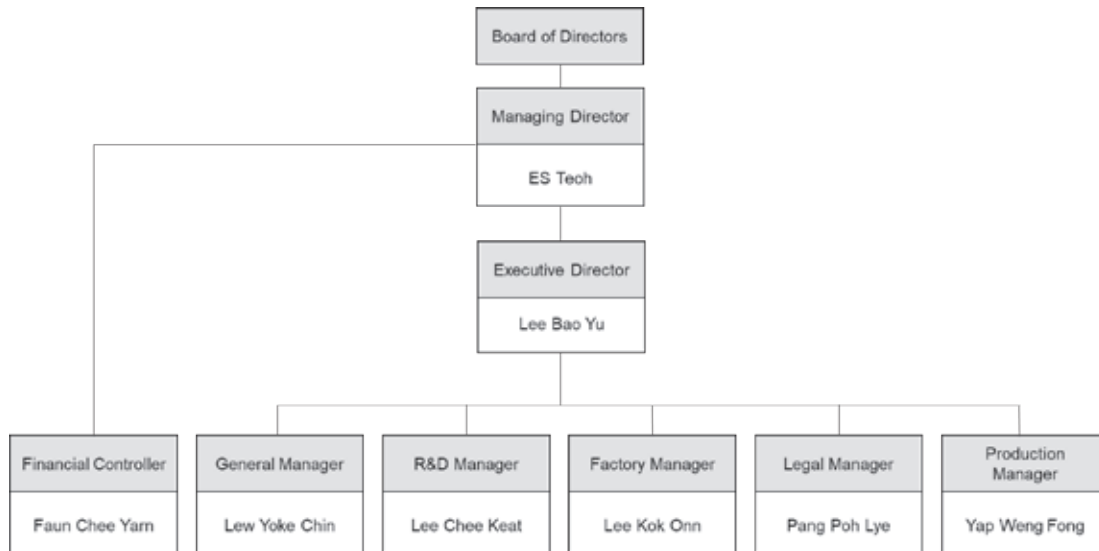 Board of Directors
Managing Director
ES Teoh
Executive Director
Lee Bao Yu
Financial Controller
General Manager
R&D Manager
Factory Manager
Legal Manager
Production
Manager
Faun Chee Yarn
Lew Yoke Chin
Lee Chee Keat
Lee Kok Onn
Pang Poh Lye
Yap Weng Fong